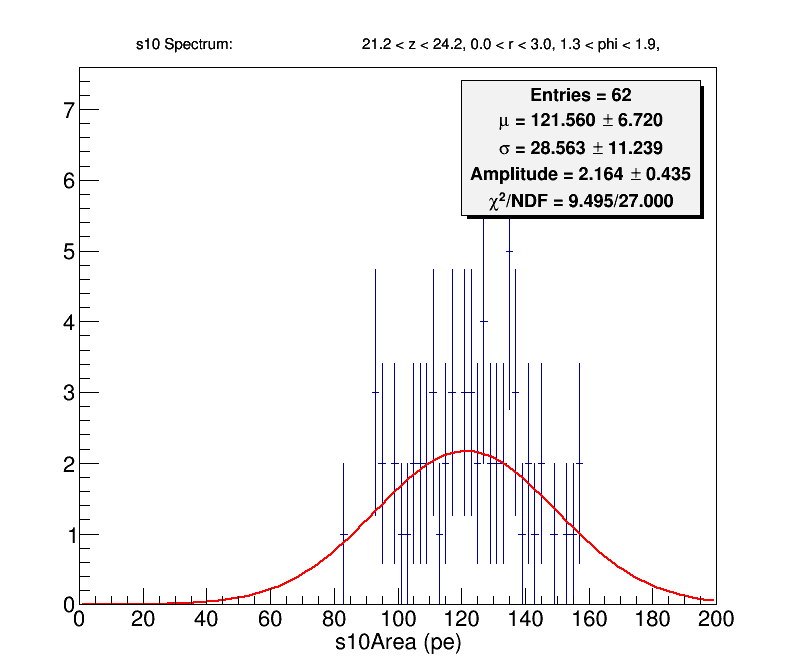 s10 Spectrum: 21.2 < z < 24.2, 0.0 < r < 3.0, 1.3 < phi < 1.9,
Entries = 62
μ = 121.560 ± 6.720
σ = 28.563 ± 11.239
Amplitude = 2.164 ± 0.435
χ²/NDF = 9.495/27.000
7
6
5
4
3
2
1
0
0 20 40 60 80 100 120 140 160 180 200
s10Area (pe)